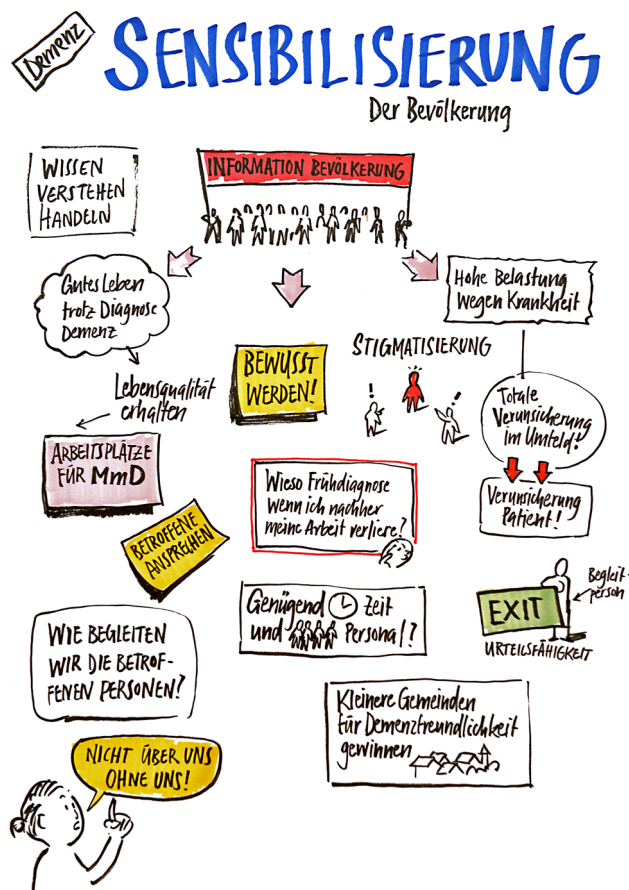 Demenz
SENSIBILISIERUNG
Der Bevölkerung
WISSEN
VERSTEHEN
HANDELN
INFORMATION BEVÖLKERUNG
Gutes Leben
trotz Diagnose
Demenz
Hohe Belastung
wegen Krankheit
Lebensqualität
erhalten
BEWUSST
WERDEN!
STIGMATISIERUNG
!
!
Totale
Verunsicherung
im Umfeld!
ARBEITSPLÄTZE
FÜR MmD
Wieso Frühdiagnose
wenn ich nachher
meine Arbeit verliere?
Verunsicherung
Patient!
BETROFFENE
ANSPRECHEN
Genügend Zeit
und Personal?
EXIT
Begleit-
person
URTEILSFÄHIGKEIT
WIE BEGLEITEN
WIR DIE BETROF-
FENEN PERSONEN?
Kleinere Gemeinden
für Demenzfreundlichkeit
gewinnen
NICHT ÜBER UNS
OHNE UNS!